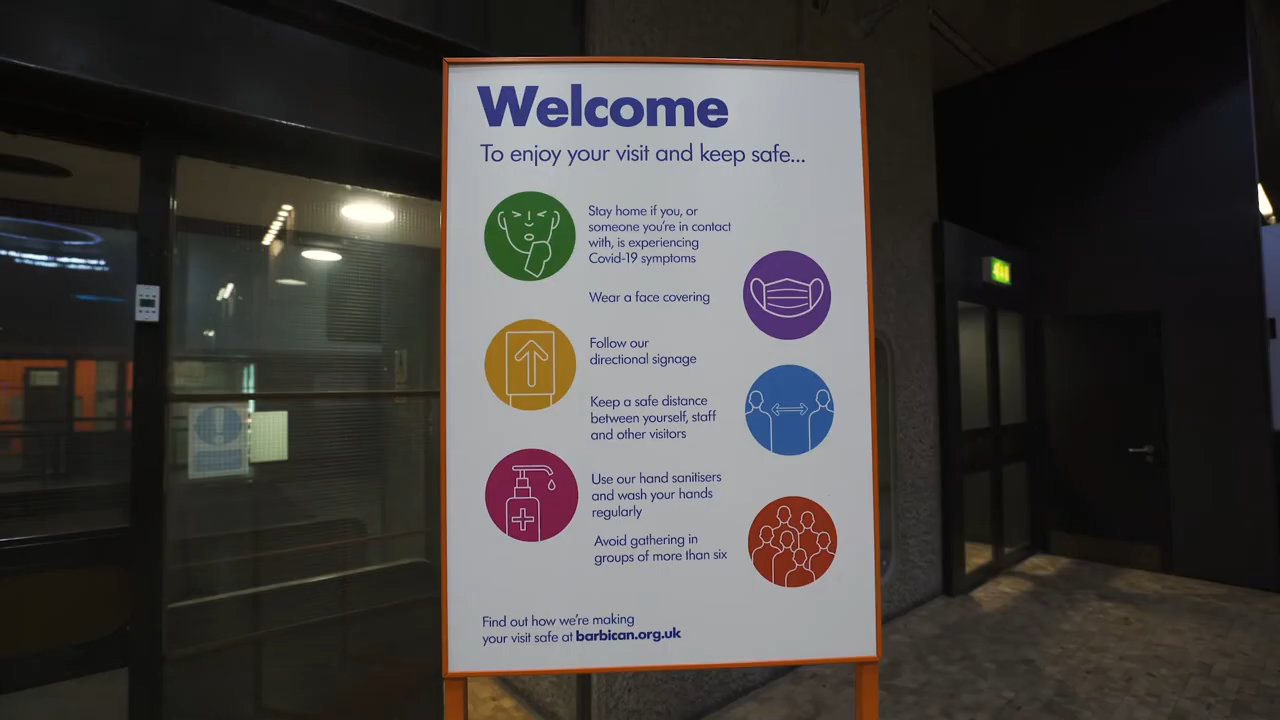 Welcome
To enjoy your visit and keep safe...
Stay home if you, or
someone you're in contact
with, is experiencing
Covid-19 symptoms
Wear a face covering
Follow our
directional signage
Keep a safe distance
between yourself, staff
and other visitors
Use our hand sanitisers
and wash your hands
regularly
Avoid gathering in
groups of more than six
Find out how we're making
your visit safe at barbican.org.uk